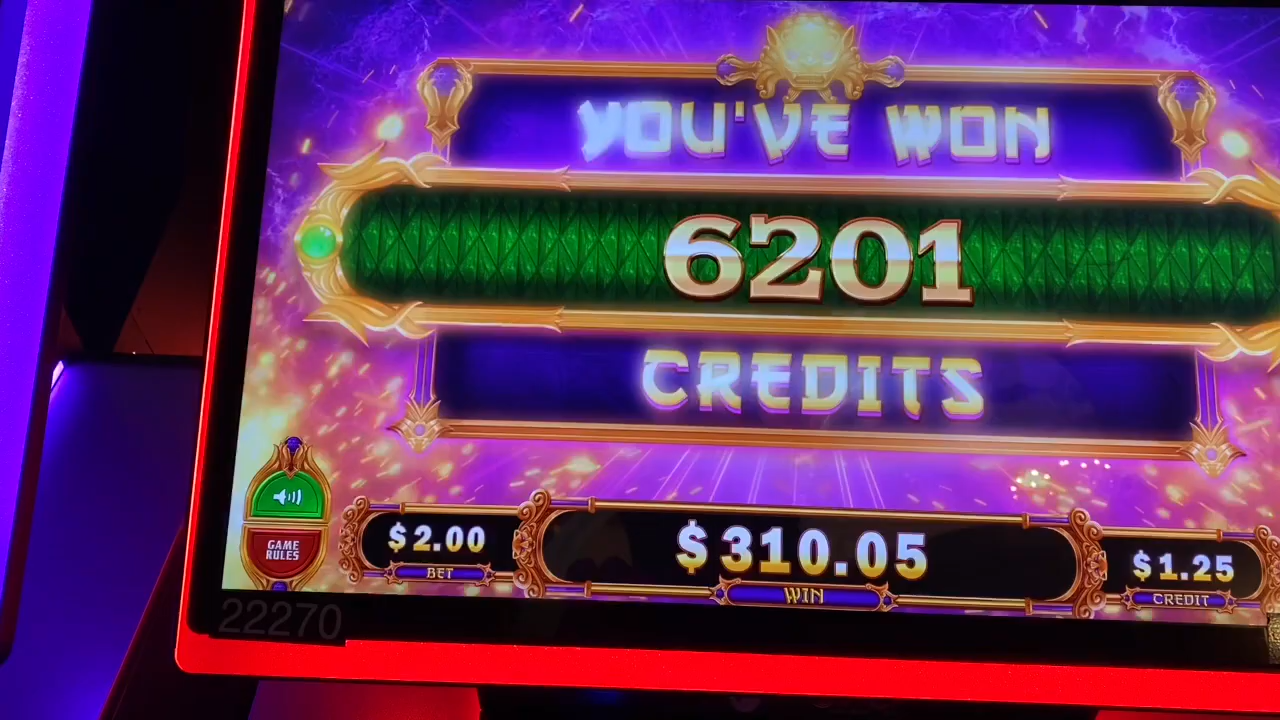 YOU'VE WON
6201
CREDITS
GAME
RULES
$2.00
BET
$310.05
WIN
$1.25
CREDIT
22270